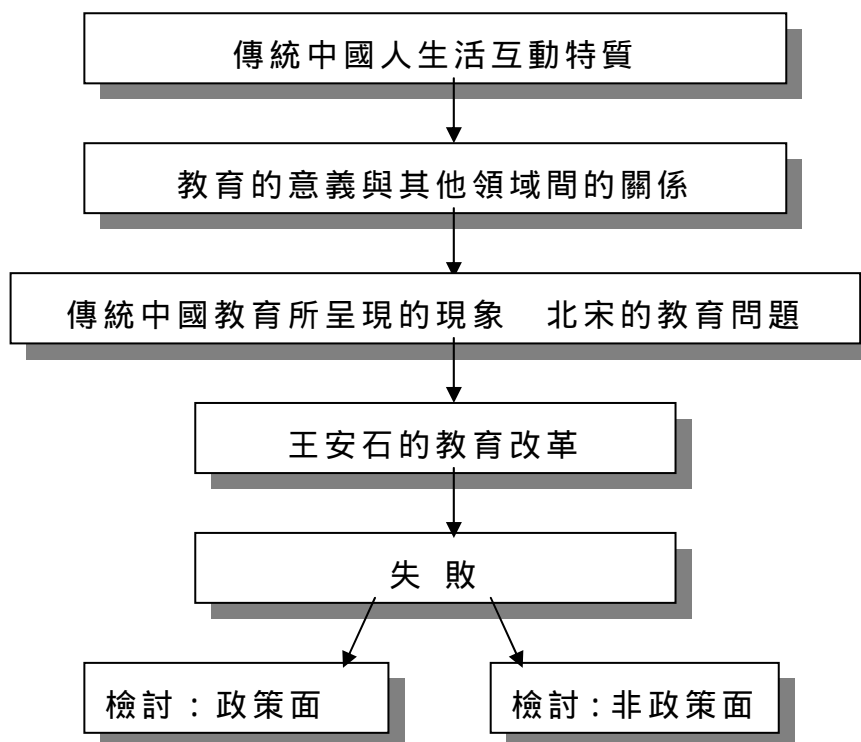 傳統中國人生活互動特質
教育的意義與其他領域間的關係
傳統中國教育所呈現的現象　北宋的教育問題
王安石的教育改革
失 敗
檢討：政策面
檢討：非政策面